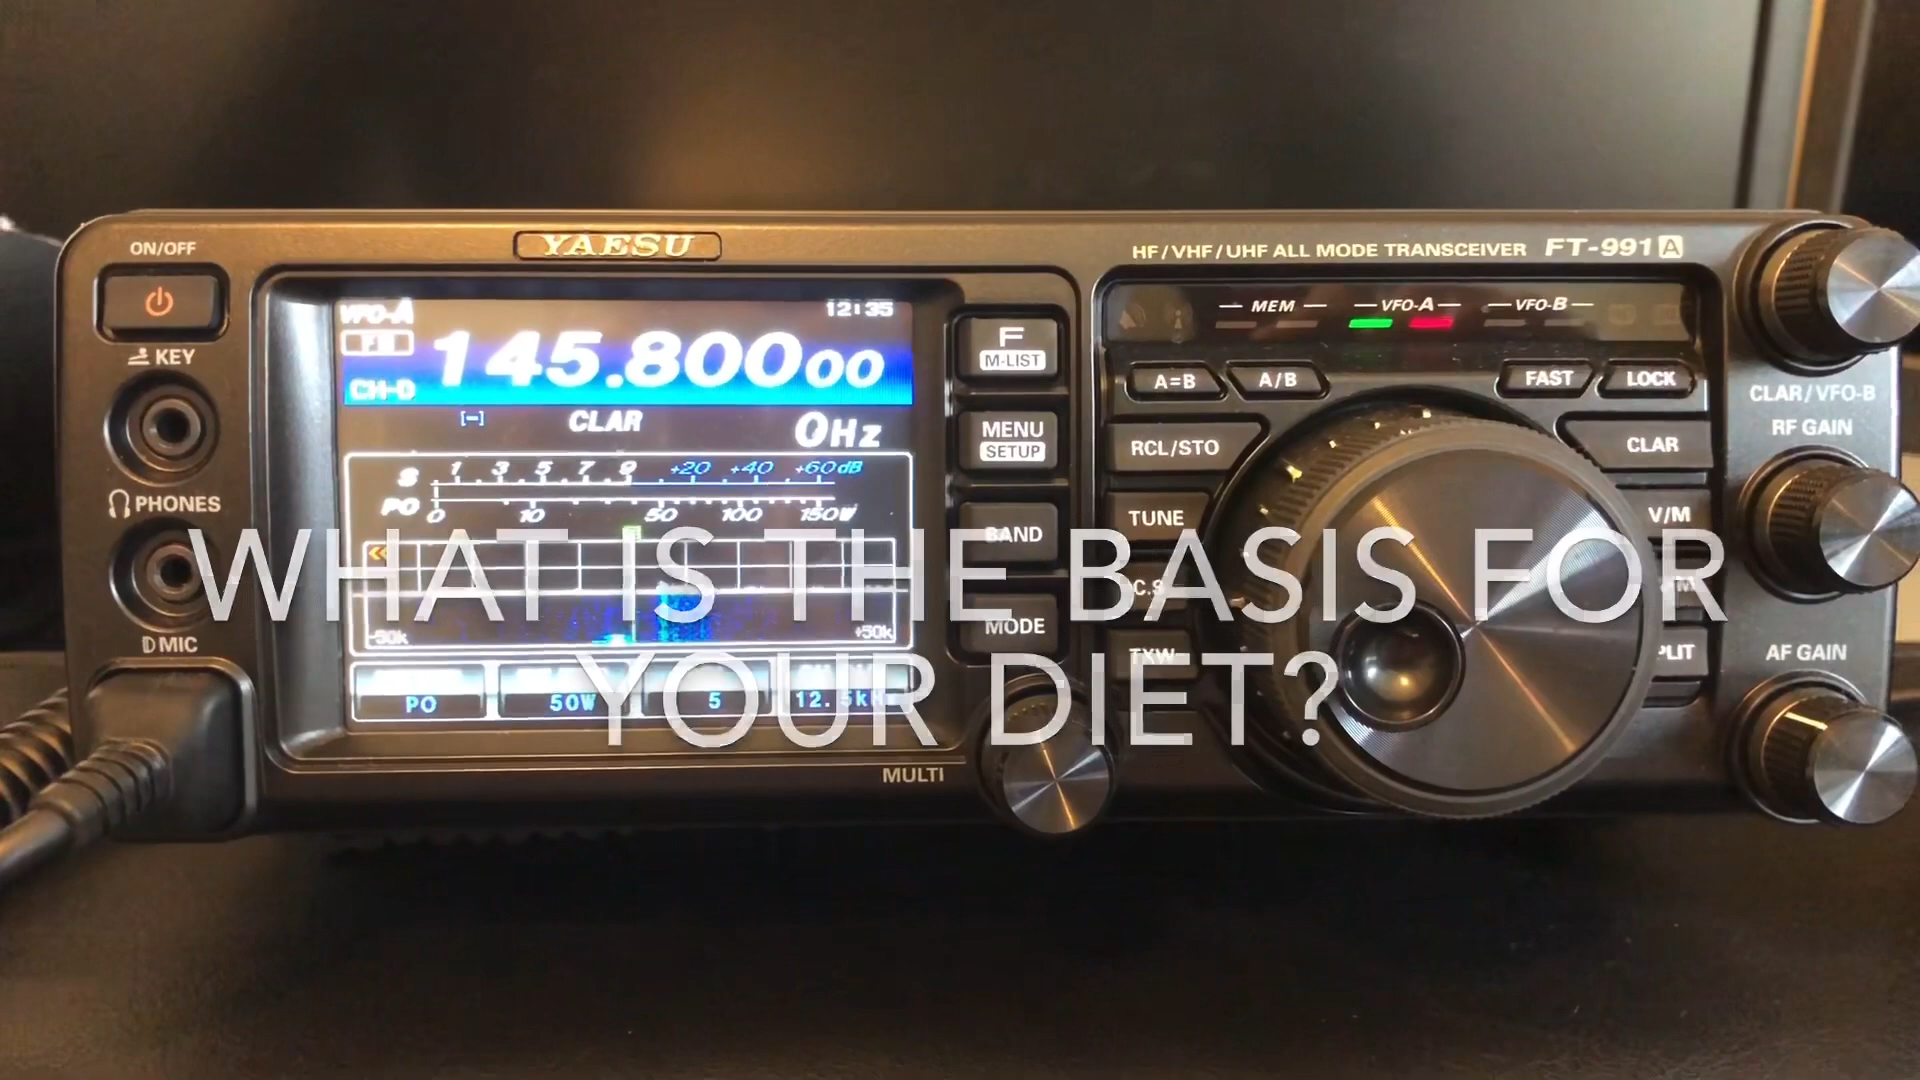 ON/OFF
YAESU
HF/VHF/UHF ALL MODE TRANSCEIVER FT-991A
VFO-A
12:35
145.80000
CH-D
[-]
CLAR
0Hz
S 1 3 5 7 9 +20 +40 +60dB
PO 0 10 50 100 150W
-50k
+50k
PO
50W
5
KEY
PHONES
MIC
F
M-LIST
MENU
SETUP
BAND
MODE
MULTI
MEM
VFO-A
VFO-B
A=B
A/B
FAST
LOCK
RCL/STO
CLAR
TUNE
V/M
CLAR/VFO-B
RF GAIN
AF GAIN
WHAT IS THE BASIS FOR
YOUR DIET?